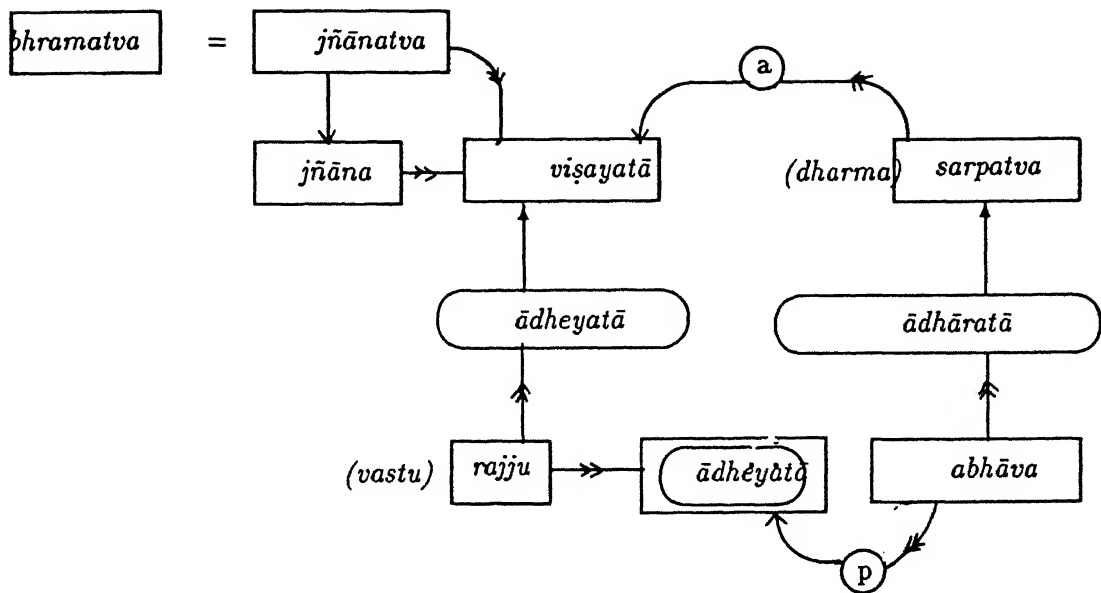 bhramatva = jñānatva
a
jñāna viṣayatā (dharma) sarpatva
ādheyatā ādhāratā
(vastu) rajju ādheyatā abhāva
p